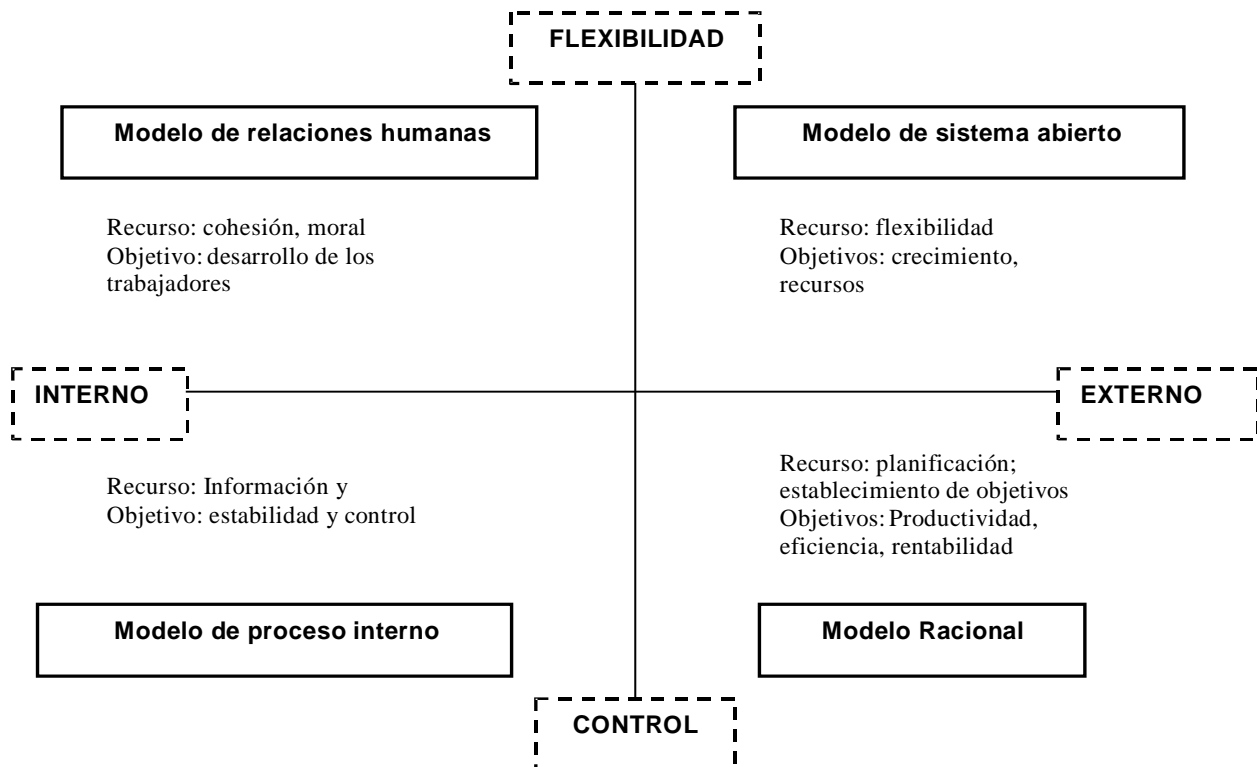 FLEXIBILIDAD
Modelo de relaciones humanas
Modelo de sistema abierto
Recurso: cohesión, moral
Objetivo: desarrollo de los
trabajadores
Recurso: flexibilidad
Objetivos: crecimiento,
recursos
INTERNO
EXTERNO
Recurso: Información y
Objetivo: estabilidad y control
Recurso: planificación;
establecimiento de objetivos
Objetivos: Productividad,
eficiencia, rentabilidad
Modelo de proceso interno
Modelo Racional
CONTROL